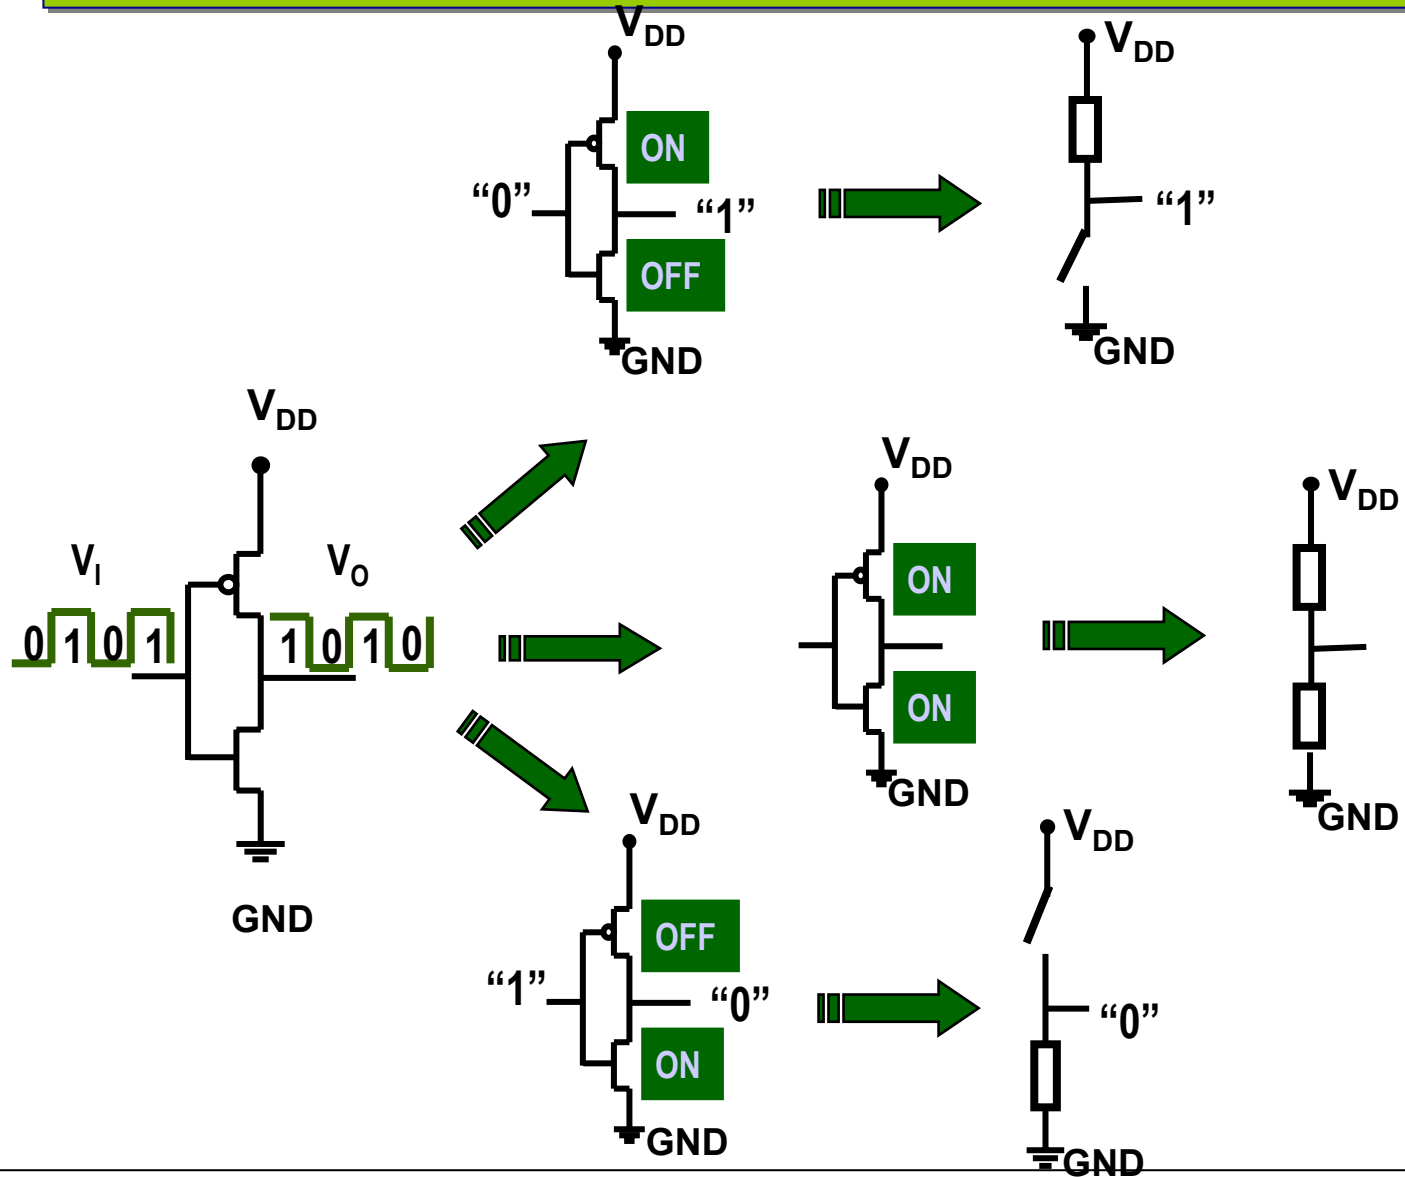 VDD
ON
“0”
“1”
OFF
GND
VDD
“1”
GND
VDD
VI
VO
0 1 0 1
1 0 1 0
GND
VDD
ON
ON
GND
VDD
GND
VDD
OFF
“1”
“0”
ON
GND
VDD
“0”
GND